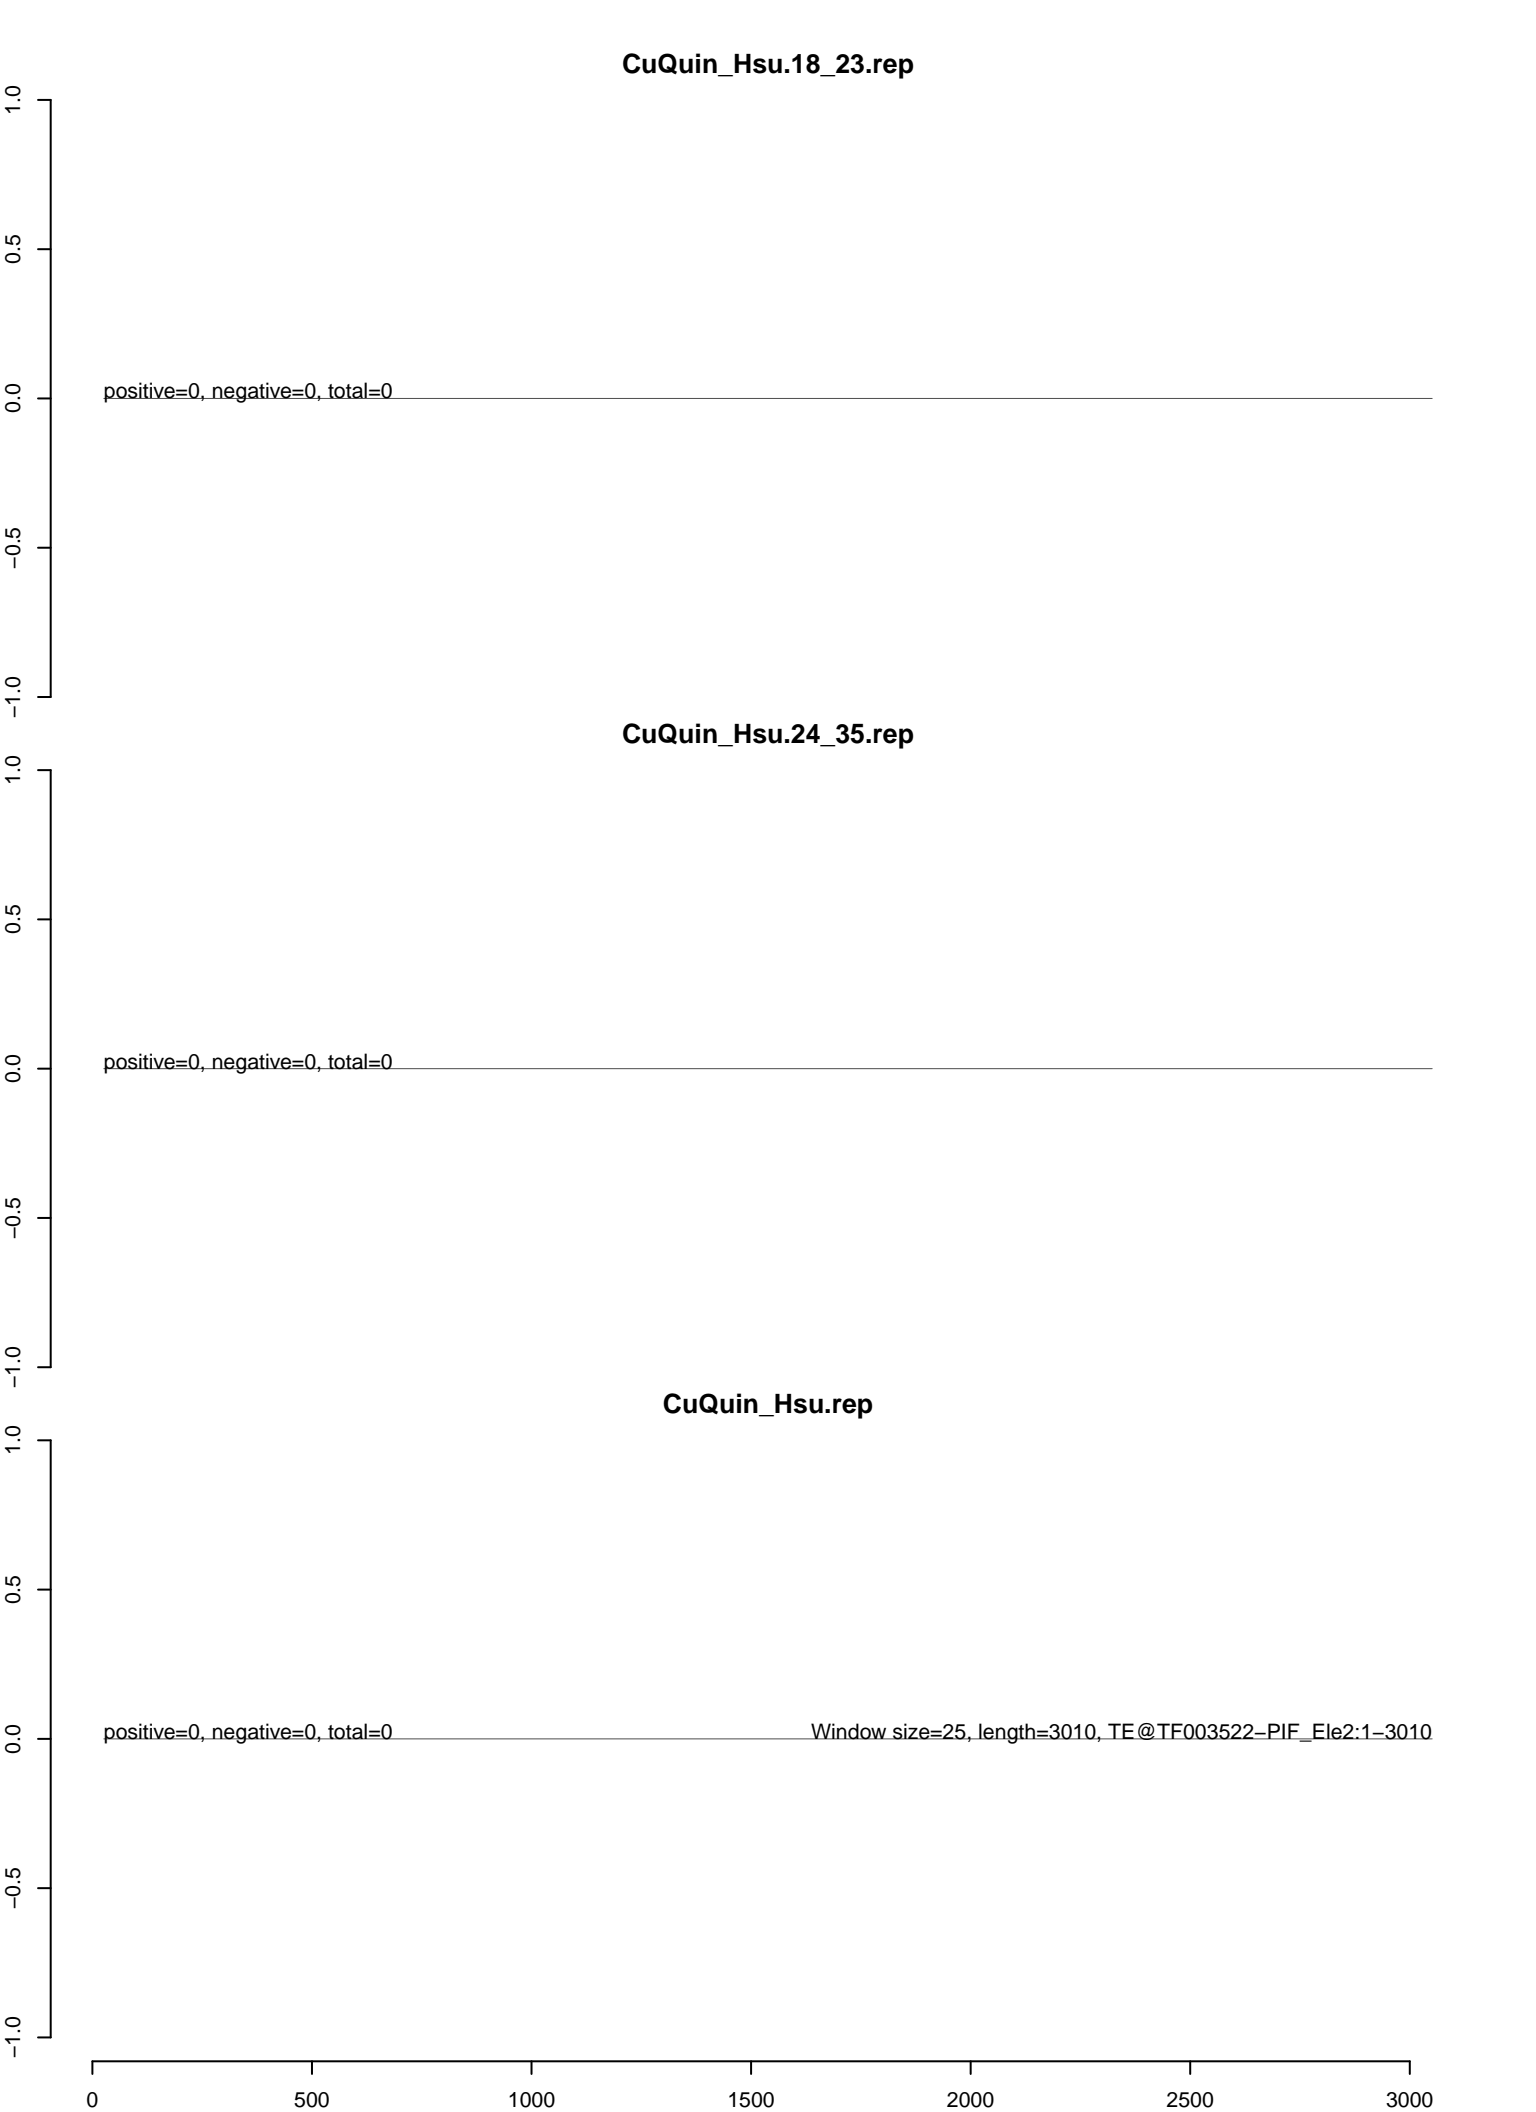 CuQuin_Hsu.18_23.rep
1.0
0.5
0.0
−0.5
−1.0
positive=0, negative=0, total=0
CuQuin_Hsu.24_35.rep
1.0
0.5
0.0
−0.5
−1.0
positive=0, negative=0, total=0
CuQuin_Hsu.rep
1.0
0.5
0.0
−0.5
−1.0
positive=0, negative=0, total=0
Window size=25, length=3010, TE@TF003522−PIF_Ele2:1−3010
0 500 1000 1500 2000 2500 3000